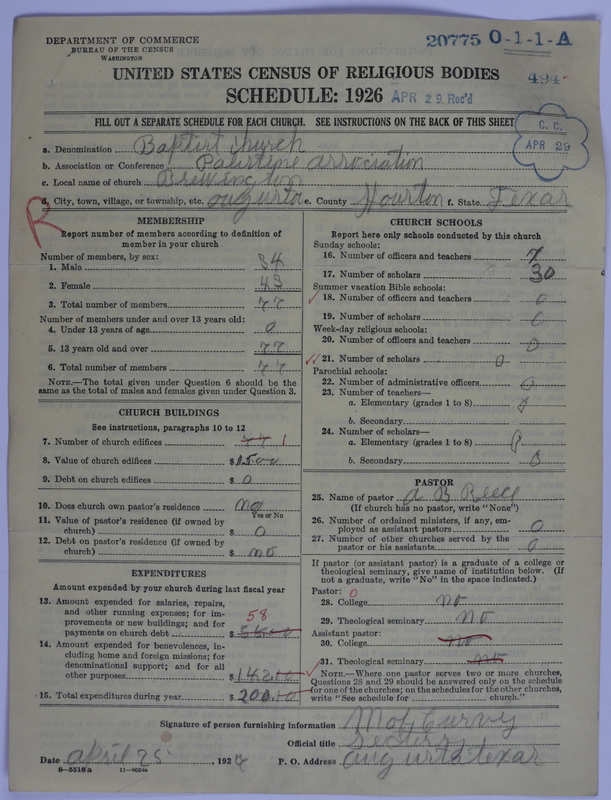 DEPARTMENT OF COMMERCE
BUREAU OF THE CENSUS
WASHINGTON
20775 O-1-1-A
494
UNITED STATES CENSUS OF RELIGIOUS BODIES
SCHEDULE: 1926
APR 29 Rec'd
FILL OUT A SEPARATE SCHEDULE FOR EACH CHURCH. SEE INSTRUCTIONS ON THE BACK OF THIS SHEET
C. C.
APR 29
a. Denomination Baptist church
b. Association or Conference Palistine association
c. Local name of church Brewington
d. City, town, village, or township, etc. augusta e. County Houston f. State Texas
R
MEMBERSHIP
Report number of members according to definition of
member in your church
Number of members, by sex:
1. Male 34
2. Female 43
3. Total number of members 77
Number of members under and over 13 years old:
4. Under 13 years of age 0
5. 13 years old and over 77
6. Total number of members 77
NOTE.—The total given under Question 6 should be the
same as the total of males and females given under Question 3.
CHURCH BUILDINGS
See instructions, paragraphs 10 to 12
7. Number of church edifices 1
8. Value of church edifices $1500
9. Debt on church edifices $ 0
10. Does church own pastor's residence no
Yes or No
11. Value of pastor's residence (if owned by
church) $ 0
12. Debt on pastor's residence (if owned by
church) $ no
EXPENDITURES
Amount expended by your church during last fiscal year
13. Amount expended for salaries, repairs,
and other running expenses; for im-
provements or new buildings; and for
payments on church debt $ 58
14. Amount expended for benevolences, in-
cluding home and foreign missions; for
denominational support; and for all
other purposes $ 142.00
15. Total expenditures during year $ 200.00
CHURCH SCHOOLS
Report here only schools conducted by this church
Sunday schools:
16. Number of officers and teachers 7
17. Number of scholars 30
Summer vacation Bible schools:
18. Number of officers and teachers 0
19. Number of scholars 0
Week-day religious schools:
20. Number of officers and teachers 0
21. Number of scholars 0
Parochial schools:
22. Number of administrative officers 0
23. Number of teachers—
a. Elementary (grades 1 to 8)
b. Secondary
24. Number of scholars—
a. Elementary (grades 1 to 8)
b. Secondary 0
PASTOR
25. Name of pastor a B Reece
(If church has no pastor, write "None")
26. Number of ordained ministers, if any, em-
ployed as assistant pastors 0
27. Number of other churches served by the
pastor or his assistants 0
If pastor (or assistant pastor) is a graduate of a college or
theological seminary, give name of institution below. (If
not a graduate, write "No" in the space indicated.)
Pastor: 0
28. College no
29. Theological seminary no
Assistant pastor:
30. College no
31. Theological seminary no
NOTE.—Where one pastor serves two or more churches,
Questions 28 and 29 should be answered only on the schedule
for one of the churches; on the schedules for the other churches,
write "See schedule for church."
Signature of person furnishing information
Official title
Date april 25, 192
P. O. Address augusta texas
8—5518a 11—9054a